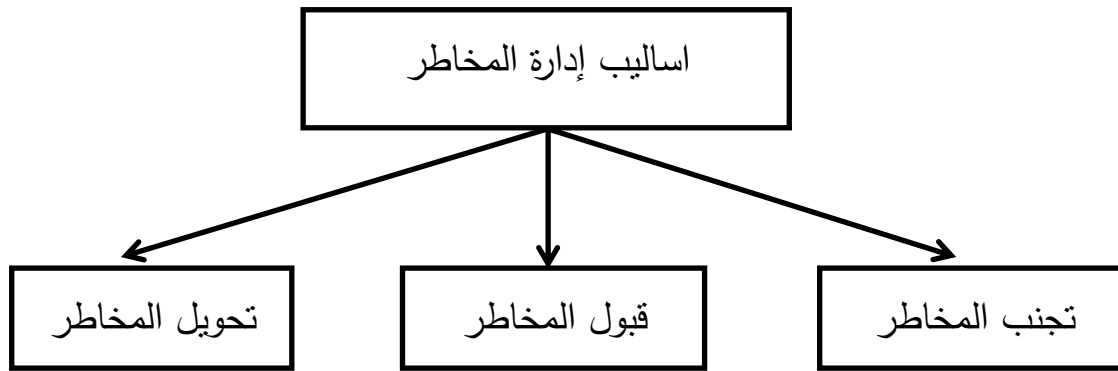 اساليب إدارة المخاطر
تجنب المخاطر
قبول المخاطر
تحويل المخاطر